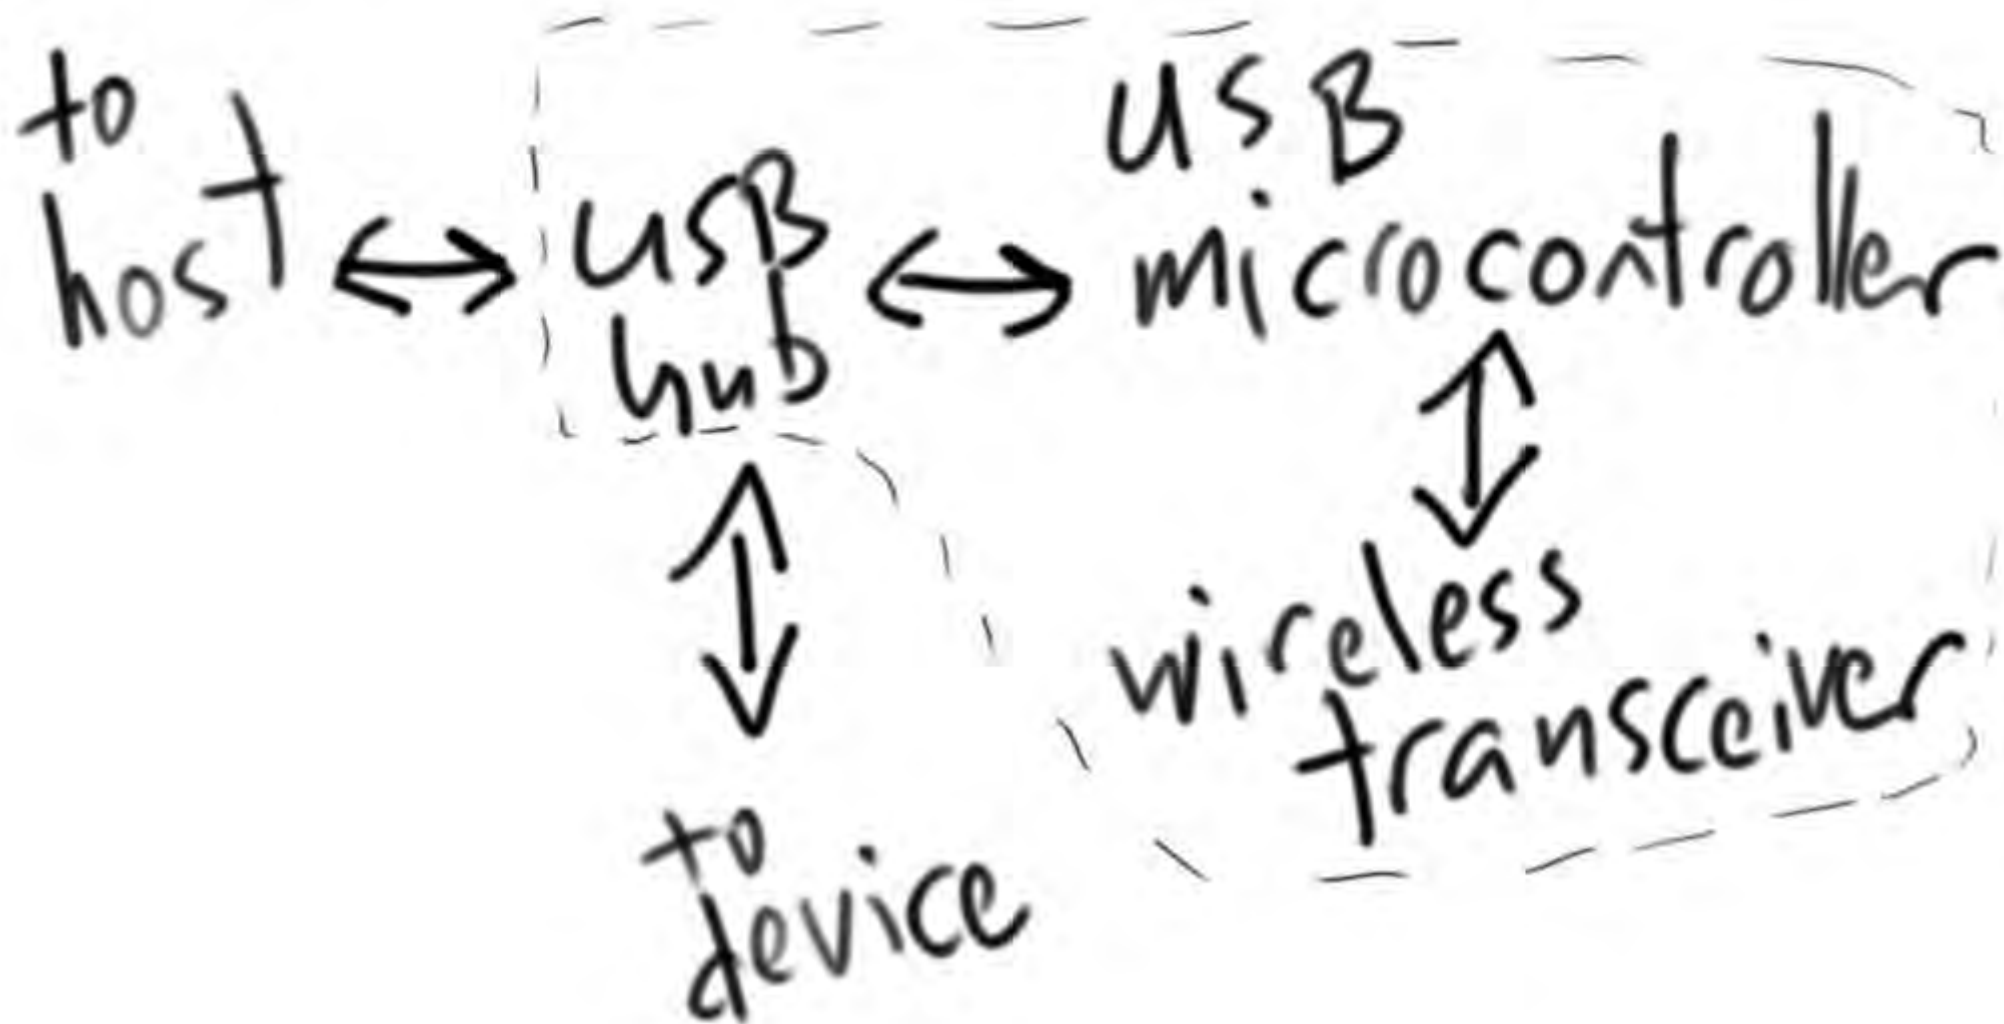 to
host
USB
hub
USB
microcontroller
wireless
transceiver
to
device